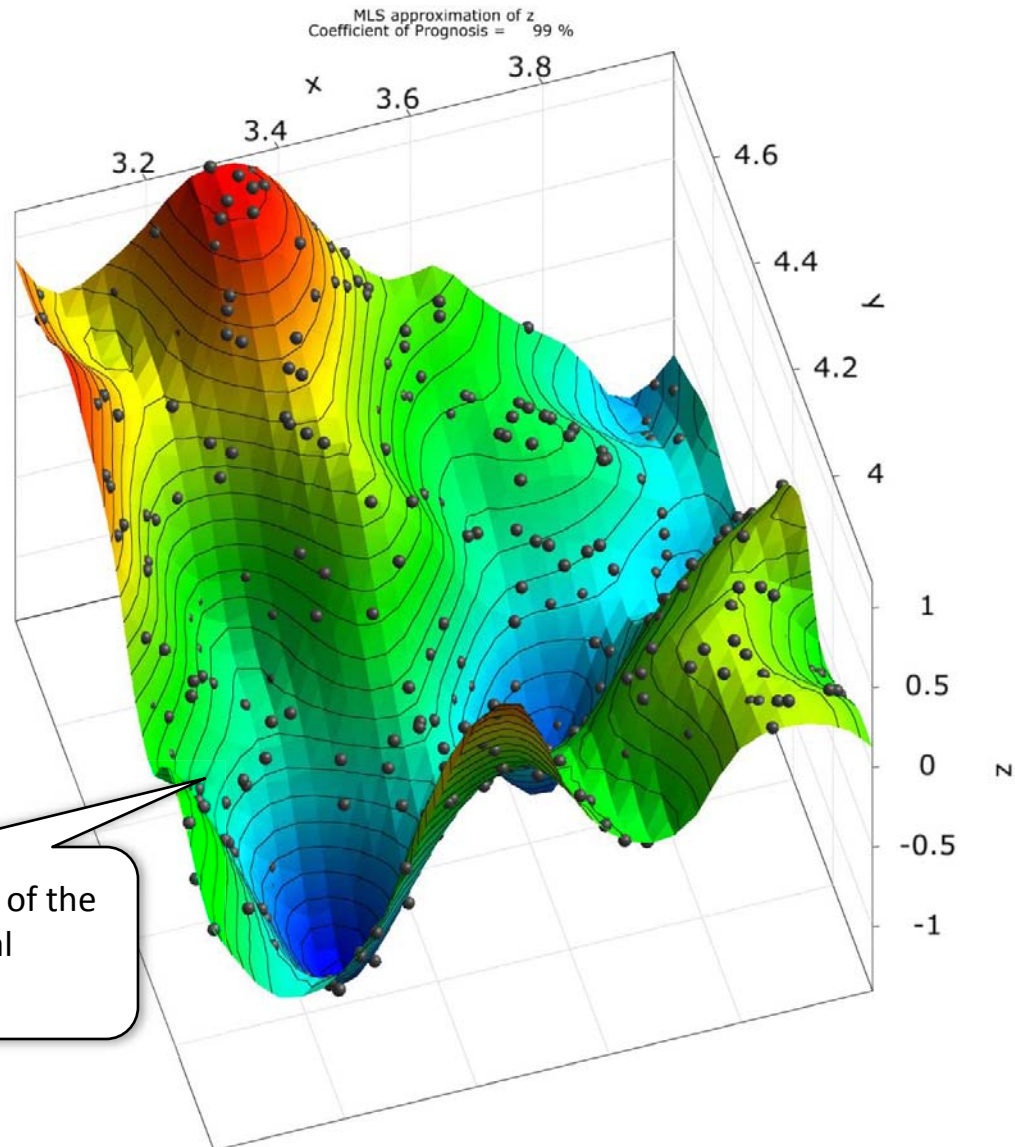 MLS approximation of z
Coefficient of Prognosis = 99 %
x
3.2
3.4
3.6
3.8
4.6
4.4
y
4.2
4
1
0.5
0
z
-0.5
-1
of the